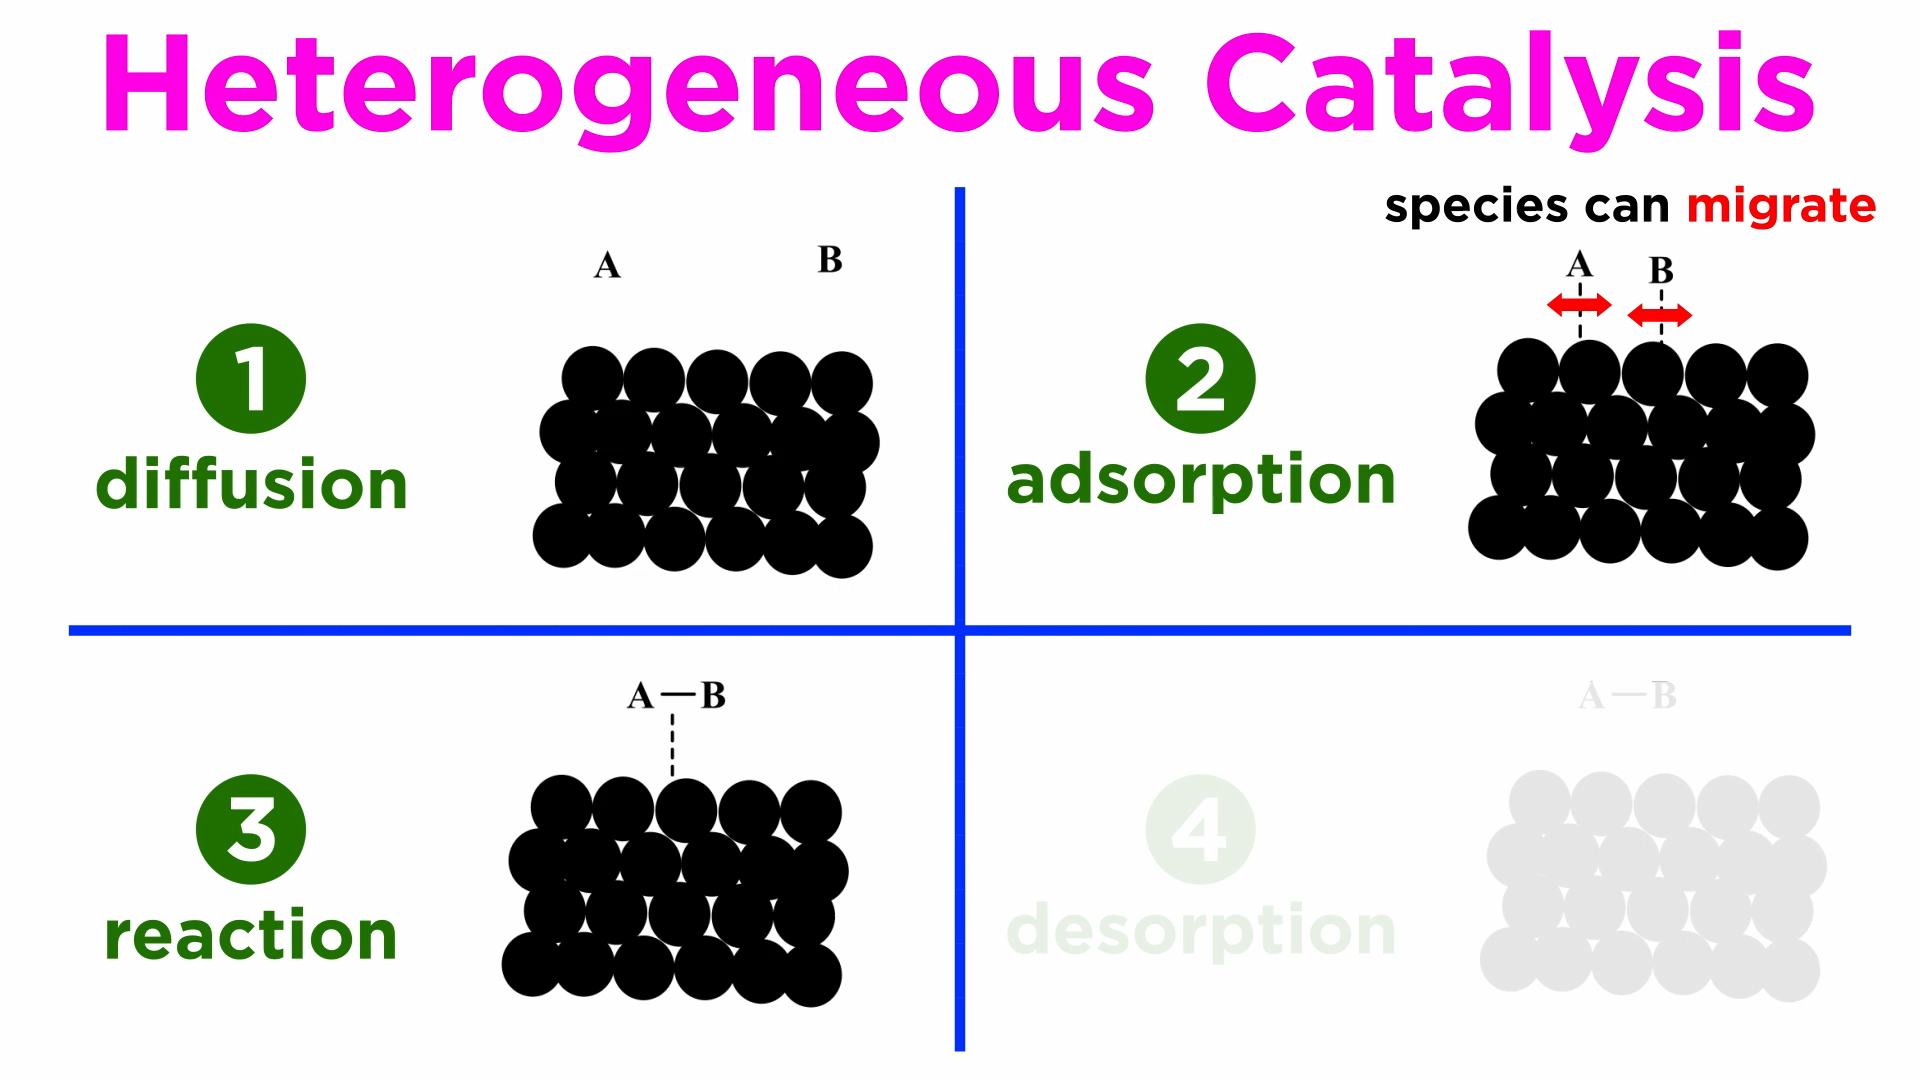 Heterogeneous Catalysis
A B
1
diffusion
species can migrate
A B
2
adsorption
A — B
3
reaction
A — B
4
desorption